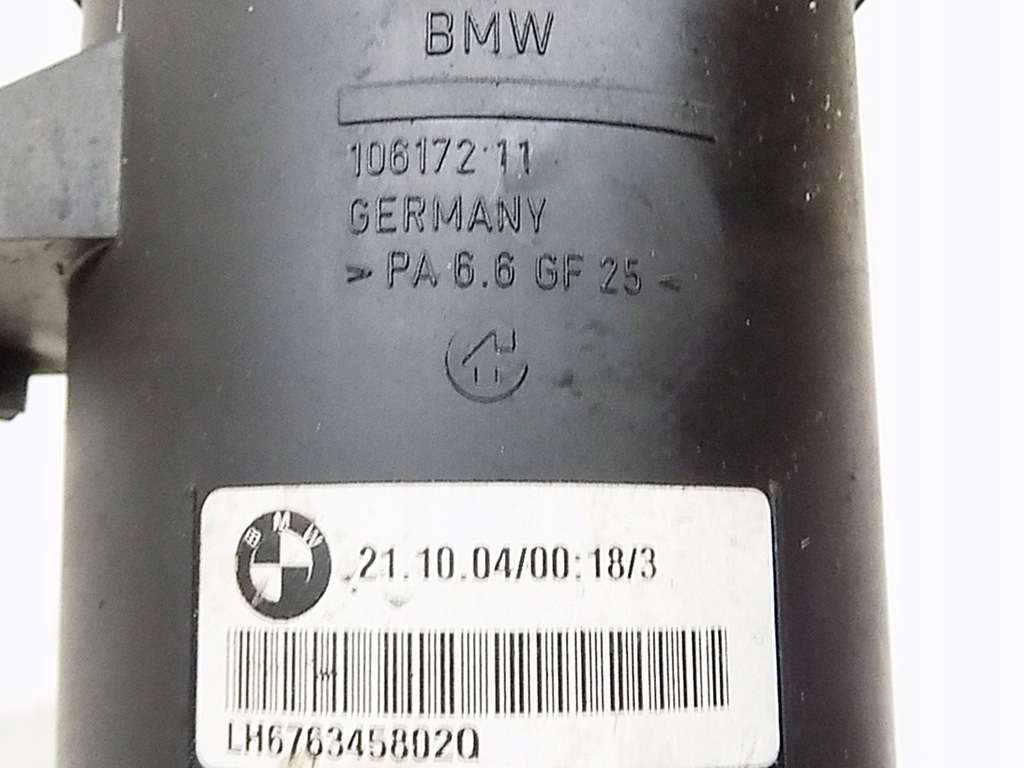 BMW
106172 11
GERMANY
> PA 6.6 GF 25 <
BMW
21.10.04/00:18/3
LH6763458020